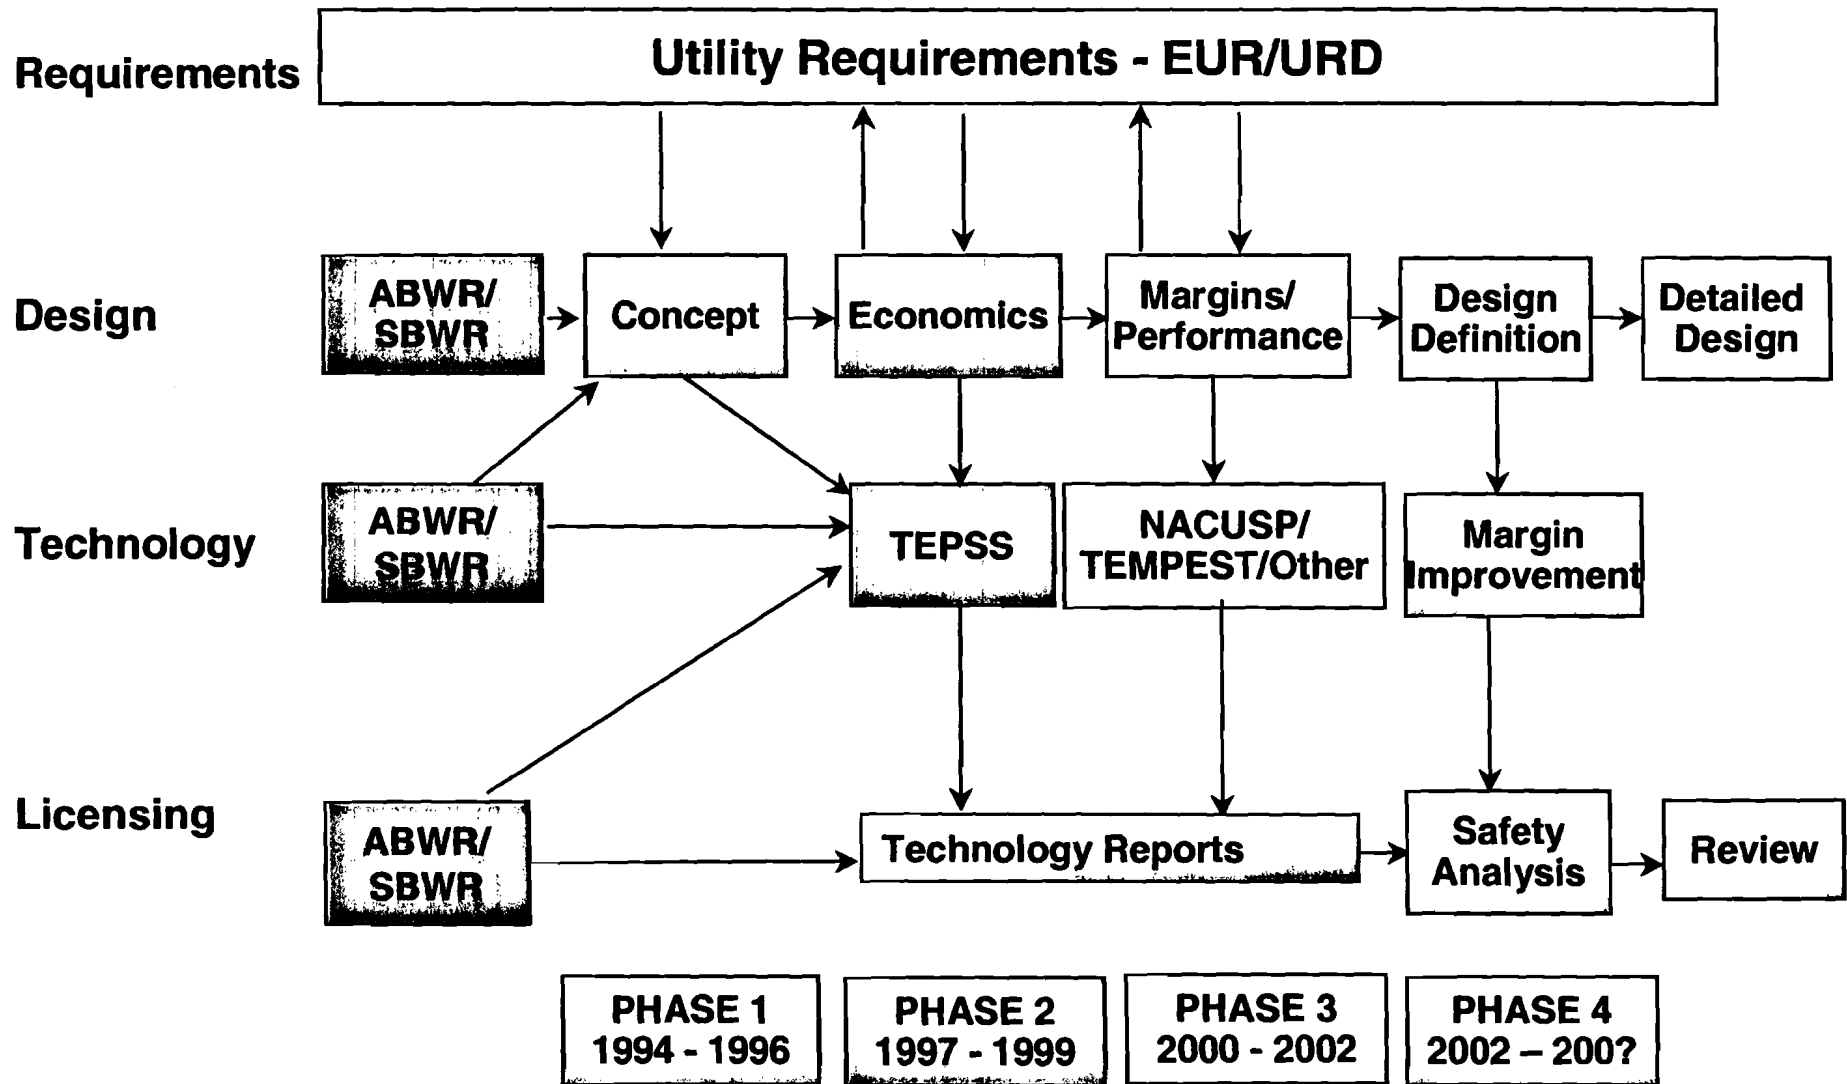 Requirements
Utility Requirements - EUR/URD
Design
ABWR/
SBWR
Concept
Economics
Margins/
Performance
Design
Definition
Detailed
Design
Technology
ABWR/
SBWR
TEPSS
NACUSP/
TEMPEST/Other
Margin
Improvement
Licensing
ABWR/
SBWR
Technology Reports
Safety
Analysis
Review
PHASE 1
1994 - 1996
PHASE 2
1997 - 1999
PHASE 3
2000 - 2002
PHASE 4
2002 – 200?